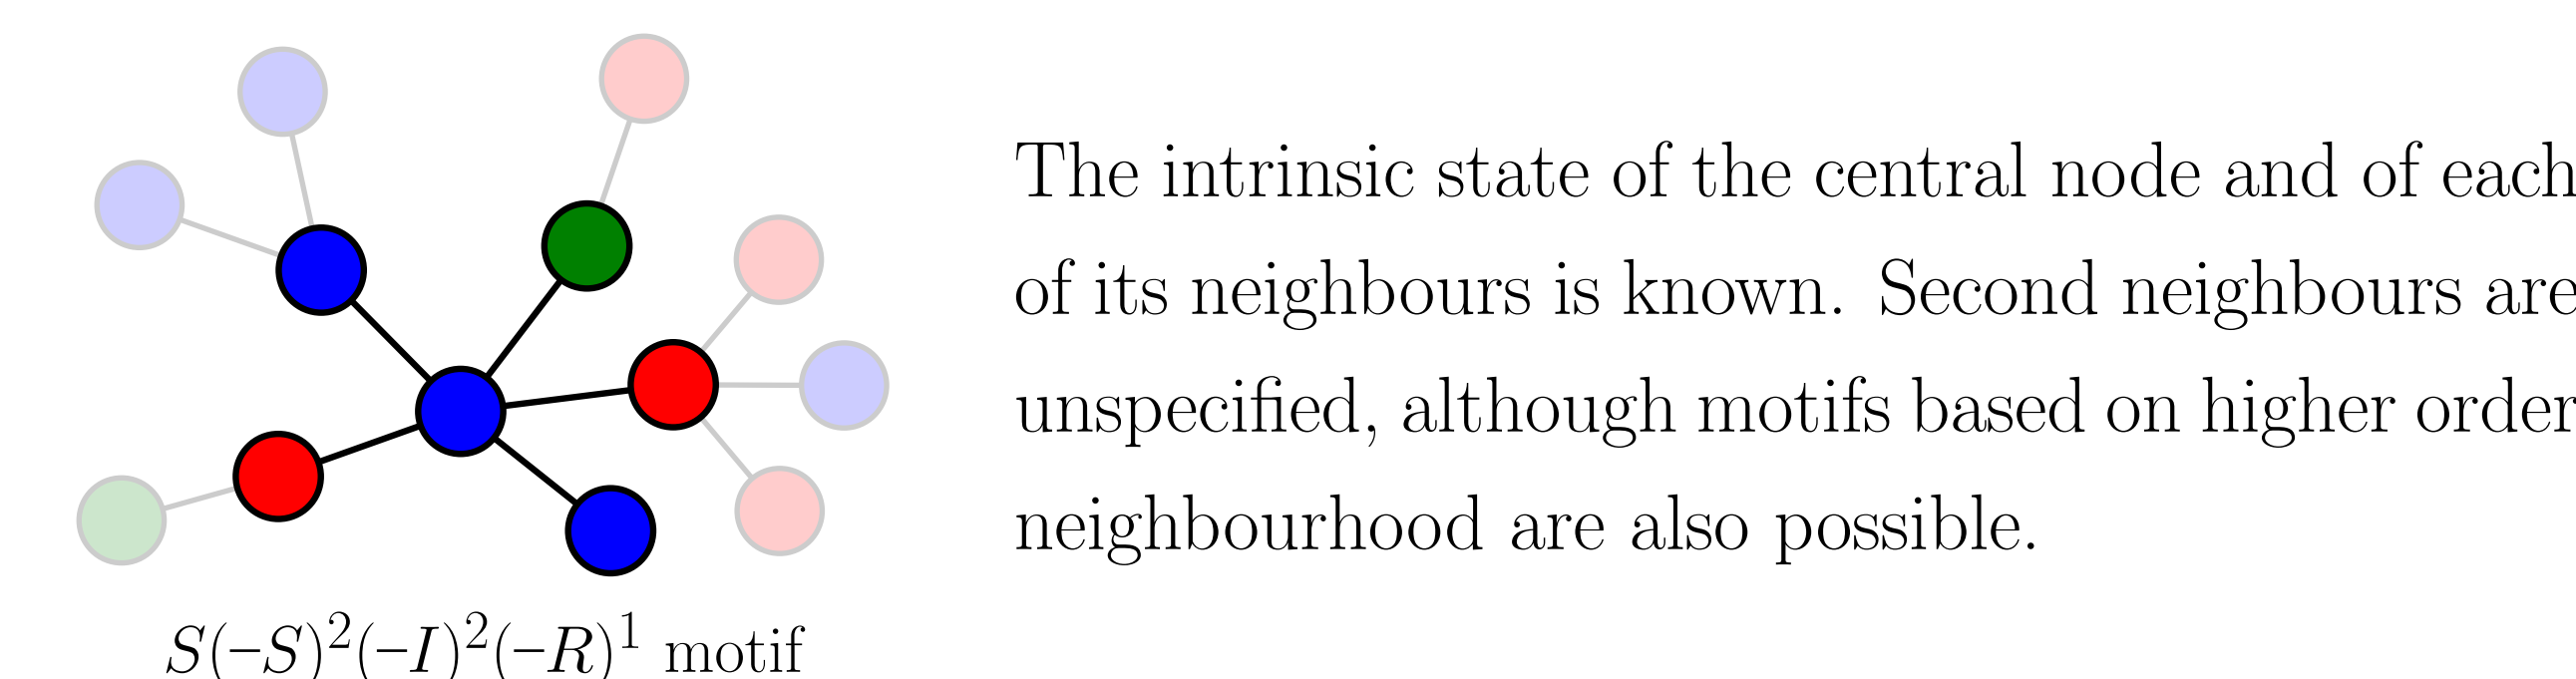 The intrinsic state of the central node and of each
of its neighbours is known. Second neighbours are
unspecified, although motifs based on higher order
neighbourhood are also possible.
S(–S)²(–I)²(–R)¹ motif